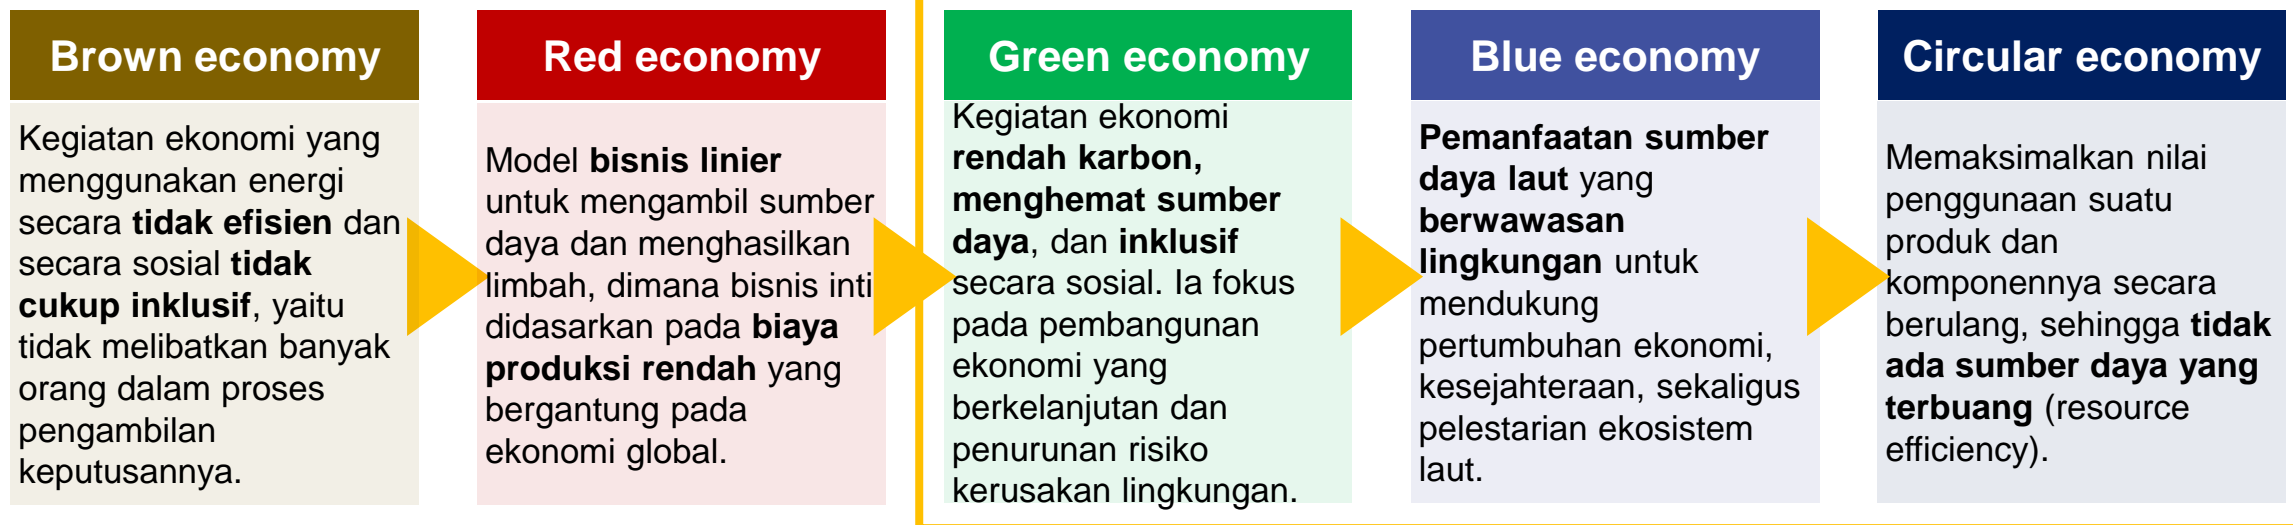 Brown economy
Kegiatan ekonomi yang
menggunakan energi
secara tidak efisien dan
secara sosial tidak
cukup inklusif, yaitu
tidak melibatkan banyak
orang dalam proses
pengambilan
keputusannya.
Red economy
Model bisnis linier
untuk mengambil sumber
daya dan menghasilkan
limbah, dimana bisnis inti
didasarkan pada biaya
produksi rendah yang
bergantung pada
ekonomi global.
Green economy
Kegiatan ekonomi
rendah karbon,
menghemat sumber
daya, dan inklusif
secara sosial. Ia fokus
pada pembangunan
ekonomi yang
berkelanjutan dan
penurunan risiko
kerusakan lingkungan.
Blue economy
Pemanfaatan sumber
daya laut yang
berwawasan
lingkungan untuk
mendukung
pertumbuhan ekonomi,
kesejahteraan, sekaligus
pelestarian ekosistem
laut.
Circular economy
Memaksimalkan nilai
penggunaan suatu
produk dan
komponennya secara
berulang, sehingga tidak
ada sumber daya yang
terbuang (resource
efficiency).